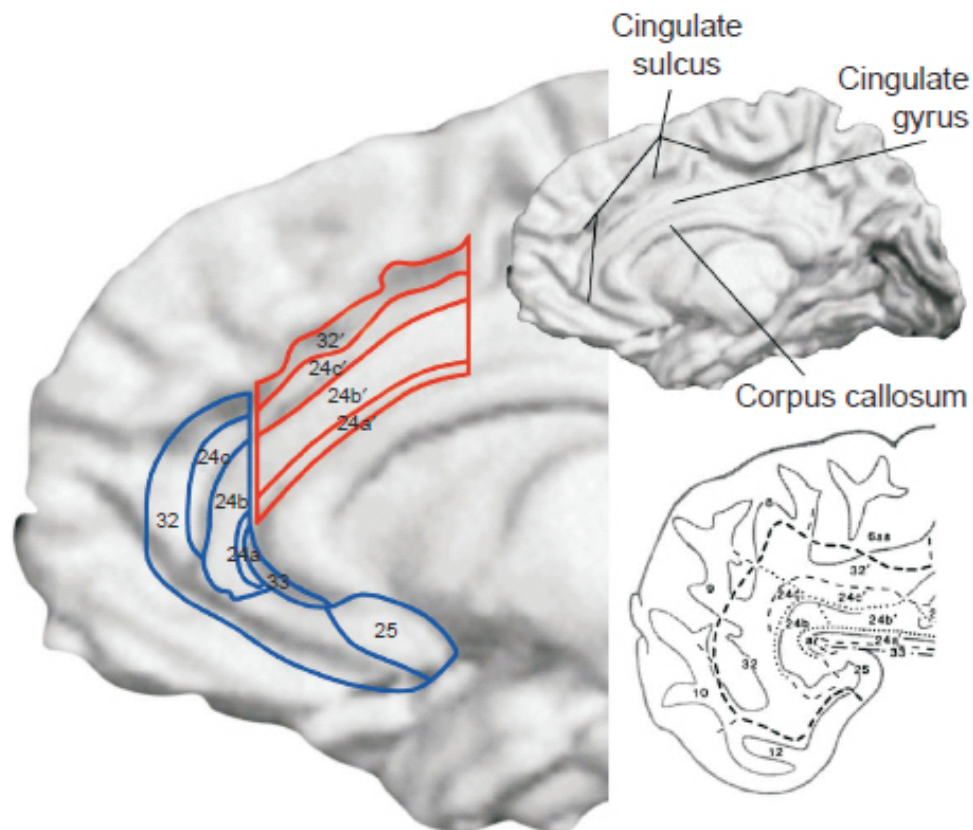 Cingulate
sulcus
Cingulate
gyrus
Corpus callosum
32′
24c′
24b′
24a′
24c
24b
32
24a
33
25
8
6aa
32′
9
24c
24c′
24b
24b′
a
24a
33
32
25
10
12